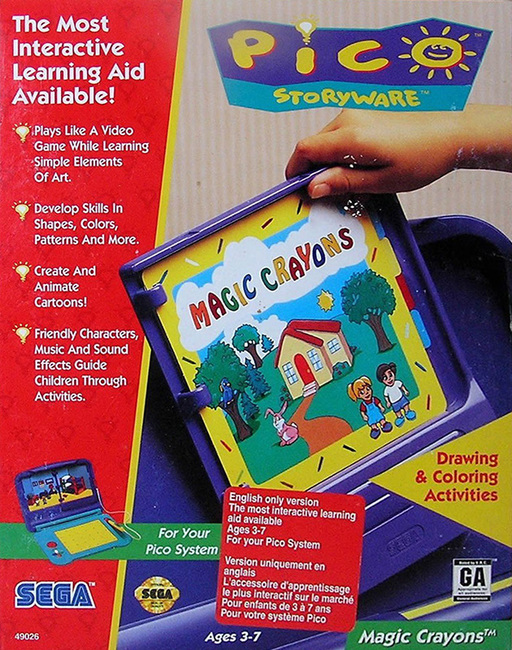 The Most
Interactive
Learning Aid
Available!
Plays Like A Video
Game While Learning
Simple Elements
Of Art.
Develop Skills In
Shapes, Colors,
Patterns And More.
Create And
Animate
Cartoons!
Friendly Characters,
Music And Sound
Effects Guide
Children Through
Activities.
PICO™
STORYWARE™
MAGIC CRAYONS
Drawing
& Coloring
Activities
For Your
Pico System
English only version
The most interactive learning
aid available
Ages 3-7
For your Pico System
Version uniquement en
anglais
L'accessoire d'apprentissage
le plus interactif sur le marché
Pour enfants de 3 à 7 ans
Pour votre système Pico
SEGA™
SEGA
SEGA
GA
49026
Ages 3-7
Magic Crayons™